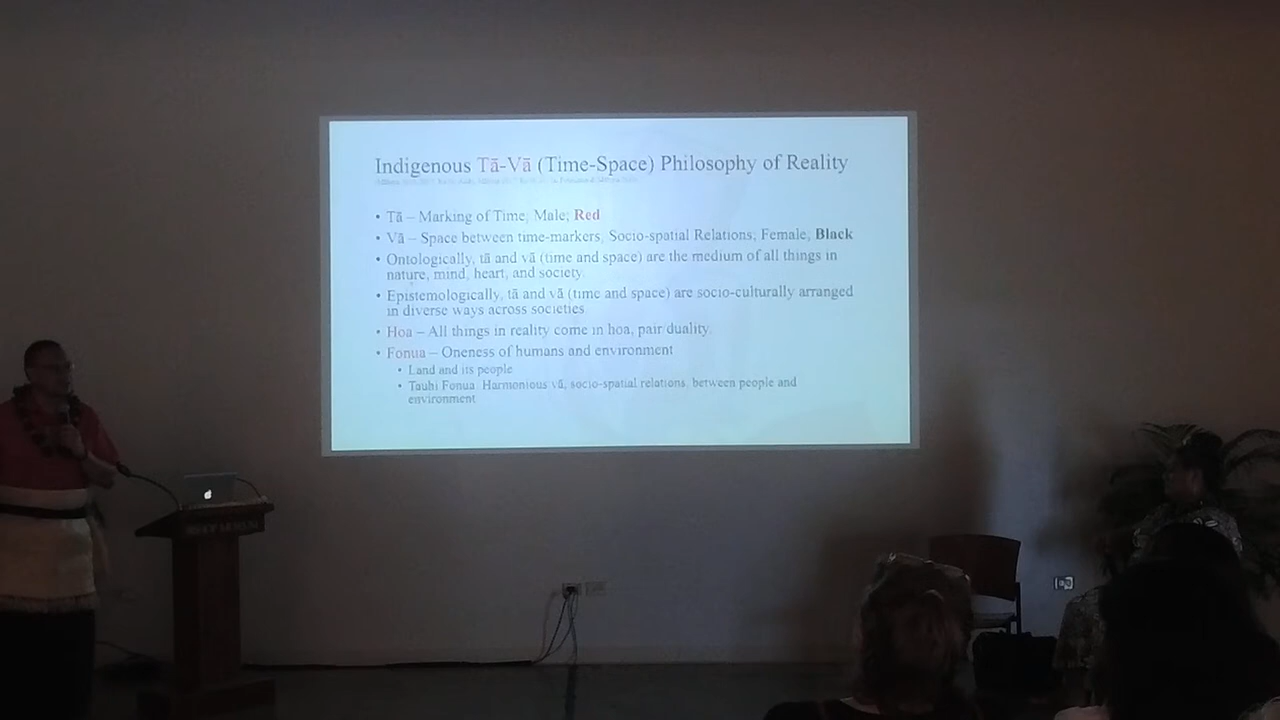 Indigenous Tā-Vā (Time-Space) Philosophy of Reality
• Tā – Marking of Time; Male; Red
• Vā – Space between time-markers, Socio-spatial Relations; Female; Black
• Ontologically, tā and vā (time and space) are the medium of all things in
nature, mind, heart, and society.
• Epistemologically, tā and vā (time and space) are socio-culturally arranged
in diverse ways across societies
• Hoa – All things in reality come in hoa, pair/duality.
• Fonua – Oneness of humans and environment
• Land and its people
• Tauhi Fonua: Harmonious vā, socio-spatial relations, between people and
environment